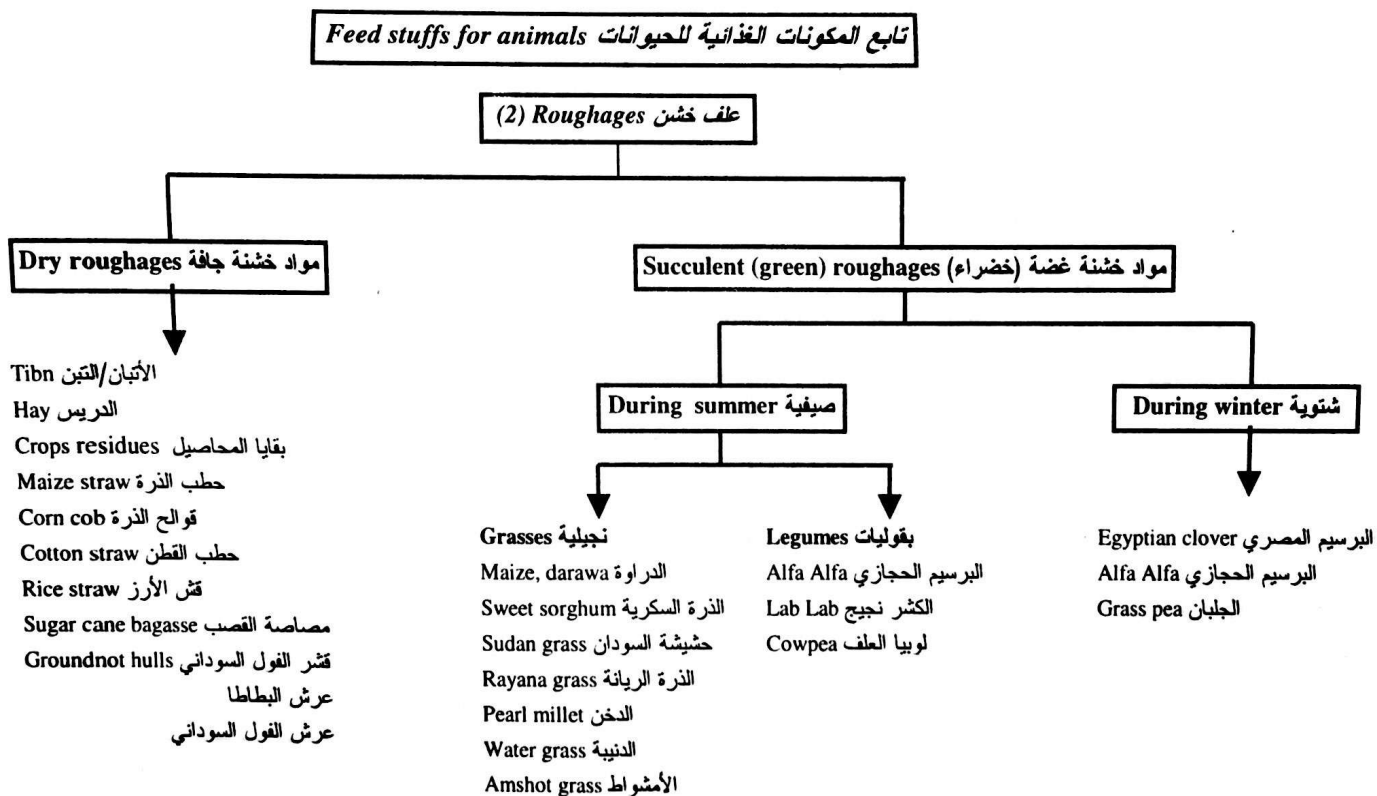 تابع المكونات الغذائية للحيوانات Feed stuffs for animals
علف خشن Roughages (2)
مواد خشنة جافة Dry roughages
الأتبان/التبن Tibn
الدريس Hay
بقايا المحاصيل Crops residues
حطب الذرة Maize straw
قوالح الذرة Corn cob
حطب القطن Cotton straw
قش الأرز Rice straw
مصاصة القصب Sugar cane bagasse
قشر الفول السوداني Groundnot hulls
عرش البطاطا
عرش الفول السوداني
مواد خشنة غضة (خضراء) Succulent (green) roughages
صيفية During summer
نجيلية Grasses
الدراوة Maize, darawa
الذرة السكرية Sweet sorghum
حشيشة السودان Sudan grass
الذرة الريانة Rayana grass
الدخن Pearl millet
الدنيبة Water grass
الأمشواط Amshot grass
بقوليات Legumes
البرسيم الحجازي Alfa Alfa
الكشر نجيج Lab Lab
لوبيا العلف Cowpea
شتوية During winter
البرسيم المصري Egyptian clover
البرسيم الحجازي Alfa Alfa
الجلبان Grass pea